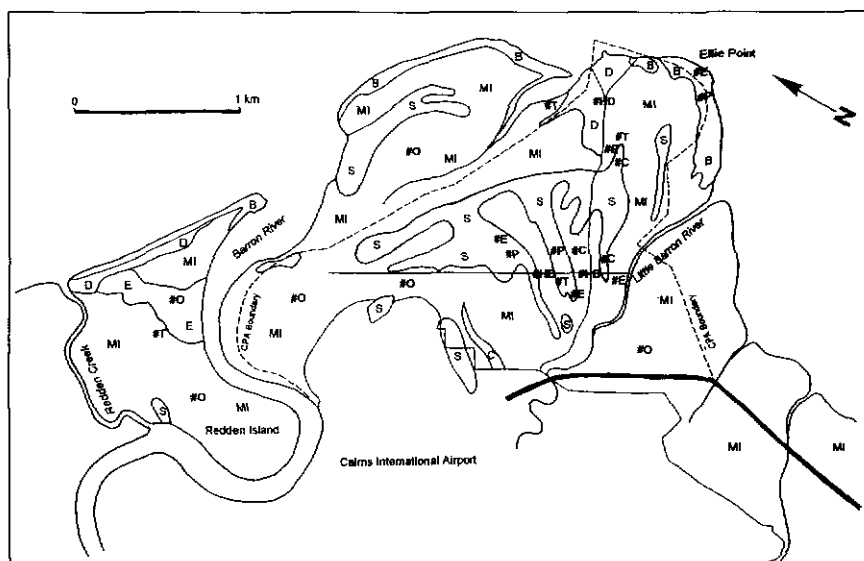 Ellie Point
B
B
D
B
B
#E
#P
MI
S
MI
#T
#HD
MI
0 1 km
MI
#T
#O
MI
D
#C
S
B
S
MI
B
S
S
MI
MI
D
Barron River
S
#E
#P
#P
#C
#C
Little Barron River
MI
S
D
E
#O
#O
#O
#HB
#HB
#T
#E
#E
MI
CPA Boundary
MI
CPA Boundary
E
#T
MI
S
MI
S
#O
S
Redden Creek
#O
MI
S
Redden Island
MI
MI
Cairns International Airport
N